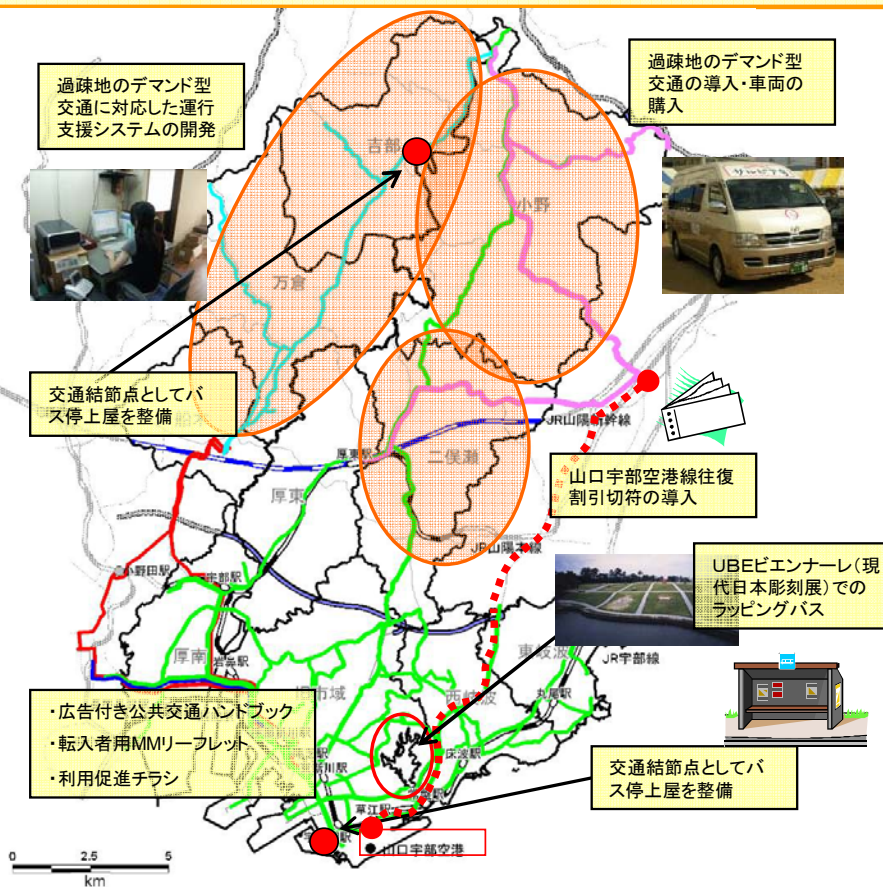 過疎地のデマンド型
交通に対応した運行
支援システムの開発
過疎地のデマンド型
交通の導入・車両の
購入
吉部
小野
万倉
交通結節点としてバ
ス停上屋を整備
JR山陽新幹線
厚東駅
二俣瀬
厚東
山口宇部空港線往復
割引切符の導入
JR山陽本線
UBEビエンナーレ(現
代日本彫刻展)での
ラッピングバス
小野田駅
宇部駅
東岐波
岩鼻駅
JR宇部線
厚南
西岐波
丸尾駅
・広告付き公共交通ハンドブック
・転入者用MMリーフレット
・利用促進チラシ
床波駅
交通結節点としてバ
ス停上屋を整備
草江駅
山口宇部空港
0 2.5 5
km